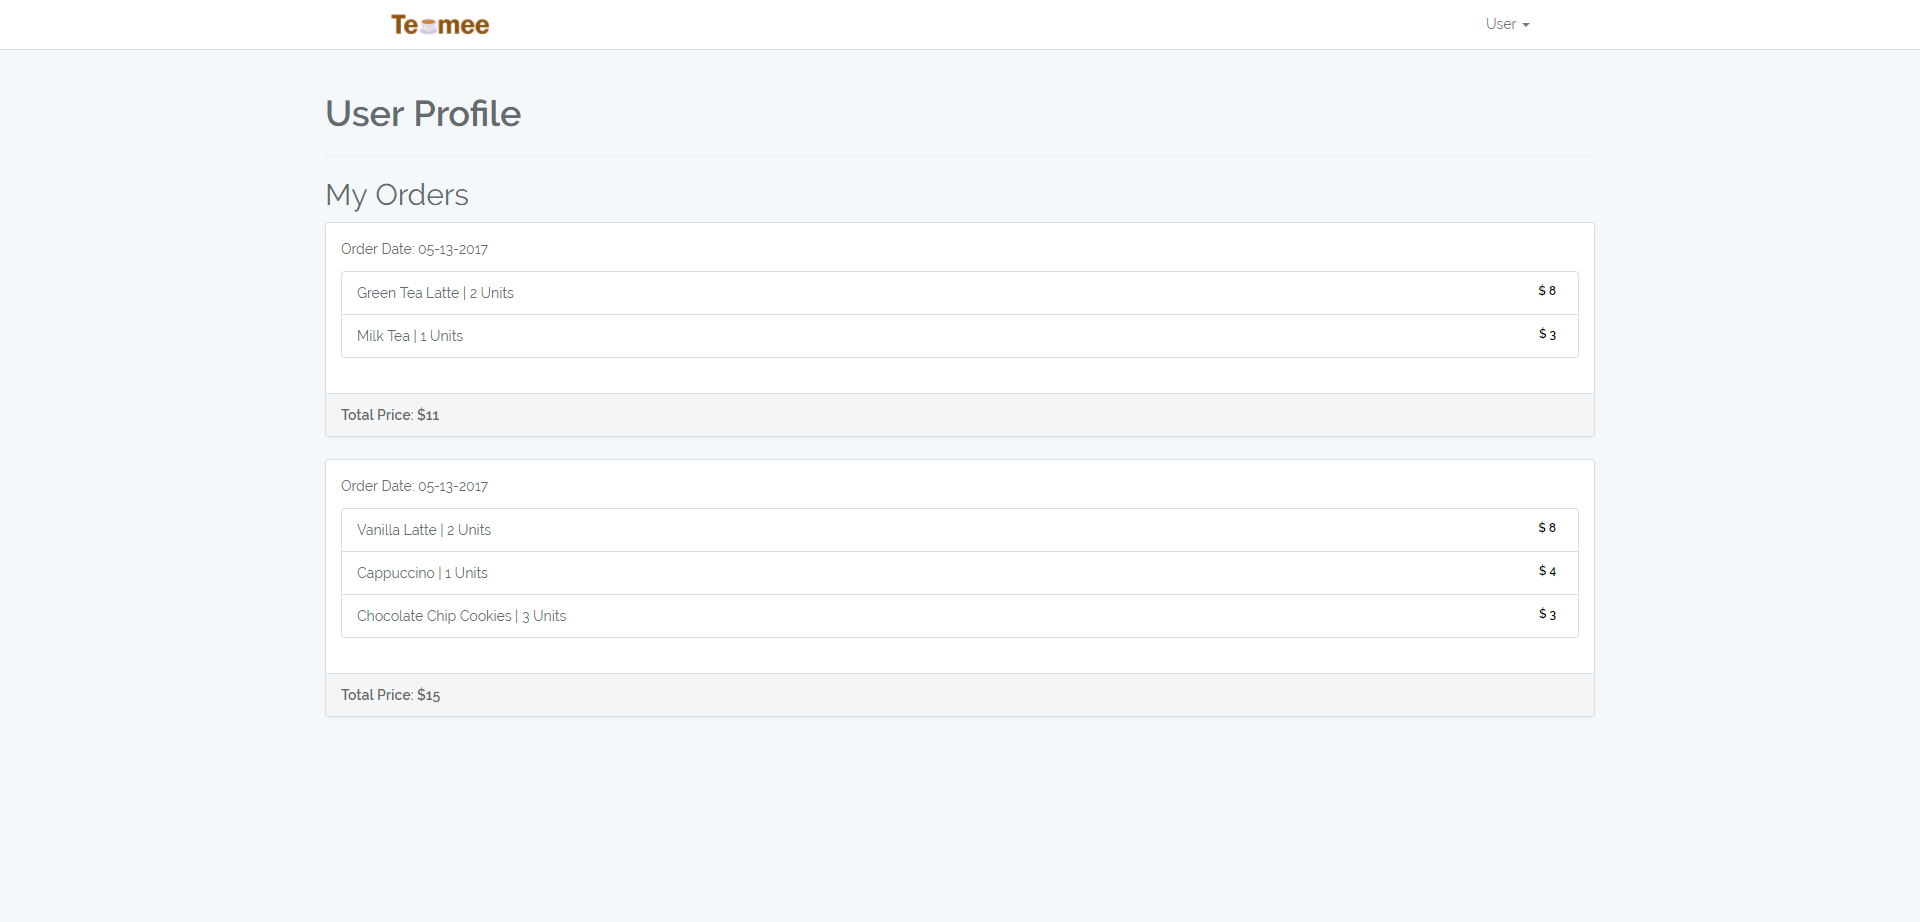 Teamee
User
User Profile
My Orders
Order Date: 05-13-2017
Green Tea Latte | 2 Units
$ 8
Milk Tea | 1 Units
$ 3
Total Price: $11
Order Date: 05-13-2017
Vanilla Latte | 2 Units
$ 8
Cappuccino | 1 Units
$ 4
Chocolate Chip Cookies | 3 Units
$ 3
Total Price: $15